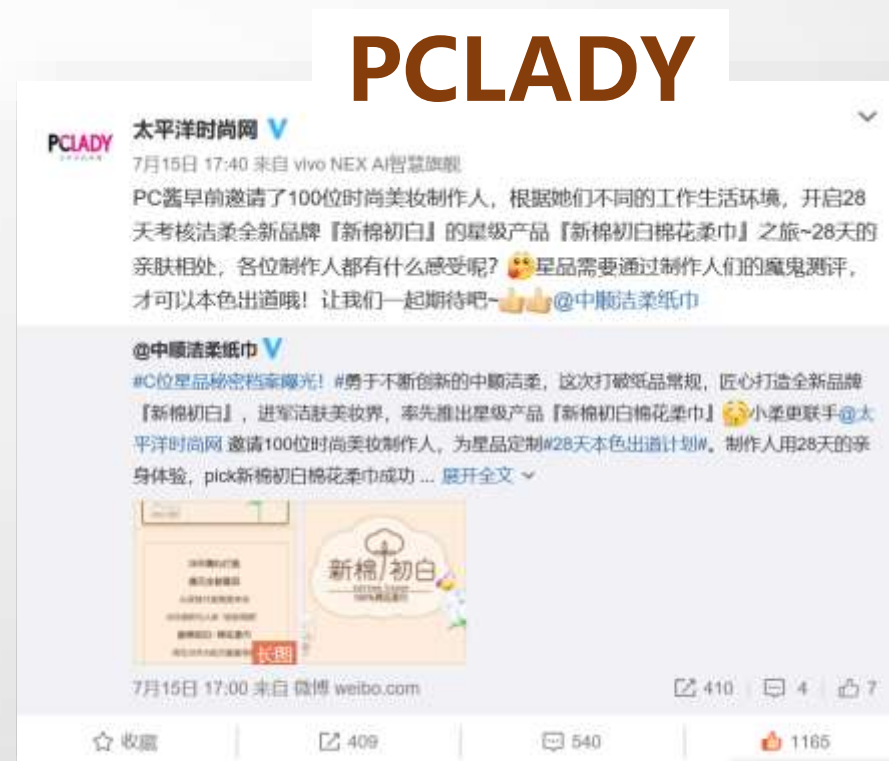 PCLADY
PCLADY
太平洋时尚网
7月15日 17:40 来自 vivo NEX AI智慧旗舰
PC酱早前邀请了100位时尚美妆制作人，根据她们不同的工作生活环境，开启28
天考核洁柔全新品牌『新棉初白』的星级产品『新棉初白棉花柔巾』之旅~28天的
亲肤相处，各位制作人都有什么感受呢？星品需要通过制作人们的魔鬼测评，
才可以本色出道哦！让我们一起期待吧~@中顺洁柔纸巾
@中顺洁柔纸巾
#C位星品秘密档案曝光！#勇于不断创新的中顺洁柔，这次打破纸品常规，匠心打造全新品牌
『新棉初白』，进军洁肤美妆界，率先推出星级产品『新棉初白棉花柔巾』小柔更联手@太
平洋时尚网 邀请100位时尚美妆制作人，为星品定制#28天本色出道计划#。制作人用28天的亲
身体验，pick新棉初白棉花柔巾成功 ... 展开全文
新棉初白
长图
7月15日 17:00 来自 微博 weibo.com
410 4 7
收藏 409 540 1165